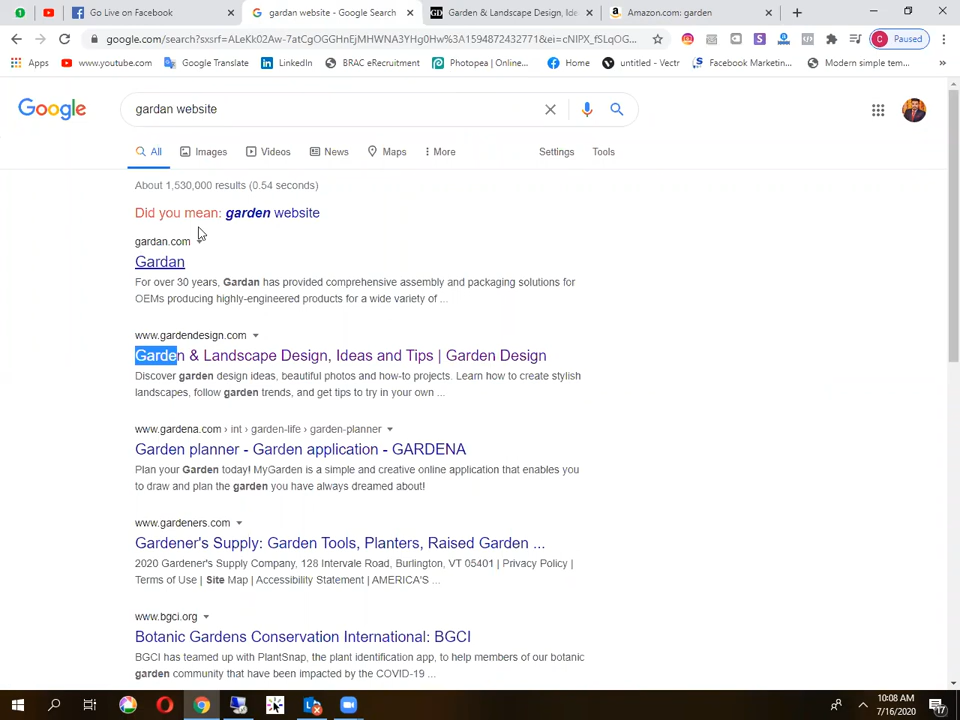 Go Live on Facebook
gardan website - Google Search
GD Garden & Landscape Design, Ide
Amazon.com: garden
google.com/search?sxsrf=ALeKk02Aw-7atCgOGGHnEjMHWNA3YHg0Hw%3A1594872432771&ei=cNIPX_fSLqOG...
C Paused
Apps
www.youtube.com
Google Translate
LinkedIn
BRAC eRecruitment
Photopea | Online...
Home
untitled - Vectr
Facebook Marketin...
Modern simple tem...
Google
gardan website
All
Images
Videos
News
Maps
More
Settings
Tools
About 1,530,000 results (0.54 seconds)
Did you mean: garden website
gardan.com
Gardan
For over 30 years, Gardan has provided comprehensive assembly and packaging solutions for
OEMs producing highly-engineered products for a wide variety of ...
www.gardendesign.com
Garden & Landscape Design, Ideas and Tips | Garden Design
Discover garden design ideas, beautiful photos and how-to projects. Learn how to create stylish
landscapes, follow garden trends, and get tips to try in your own ...
www.gardena.com › int › garden-life › garden-planner
Garden planner - Garden application - GARDENA
Plan your Garden today! MyGarden is a simple and creative online application that enables you
to draw and plan the garden you have always dreamed about!
www.gardeners.com
Gardener's Supply: Garden Tools, Planters, Raised Garden ...
2020 Gardener's Supply Company, 128 Intervale Road, Burlington, VT 05401 | Privacy Policy |
Terms of Use | Site Map | Accessibility Statement | AMERICA'S ...
www.bgci.org
Botanic Gardens Conservation International: BGCI
BGCI has teamed up with PlantSnap, the plant identification app, to help members of our botanic
garden community that have been impacted by the COVID-19 ...
10:08 AM
7/16/2020
17